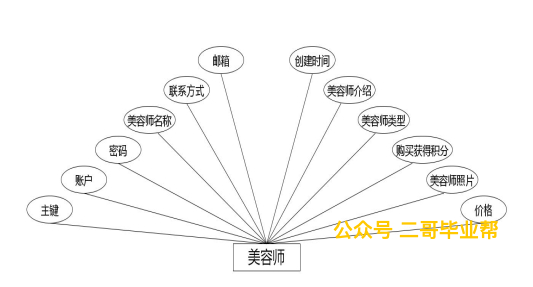 邮箱
创建时间
联系方式
美容师介绍
美容师名称
美容师类型
密码
购买获得积分
账户
美容师照片
主键
价格
公众号 二哥毕业帮
美容师